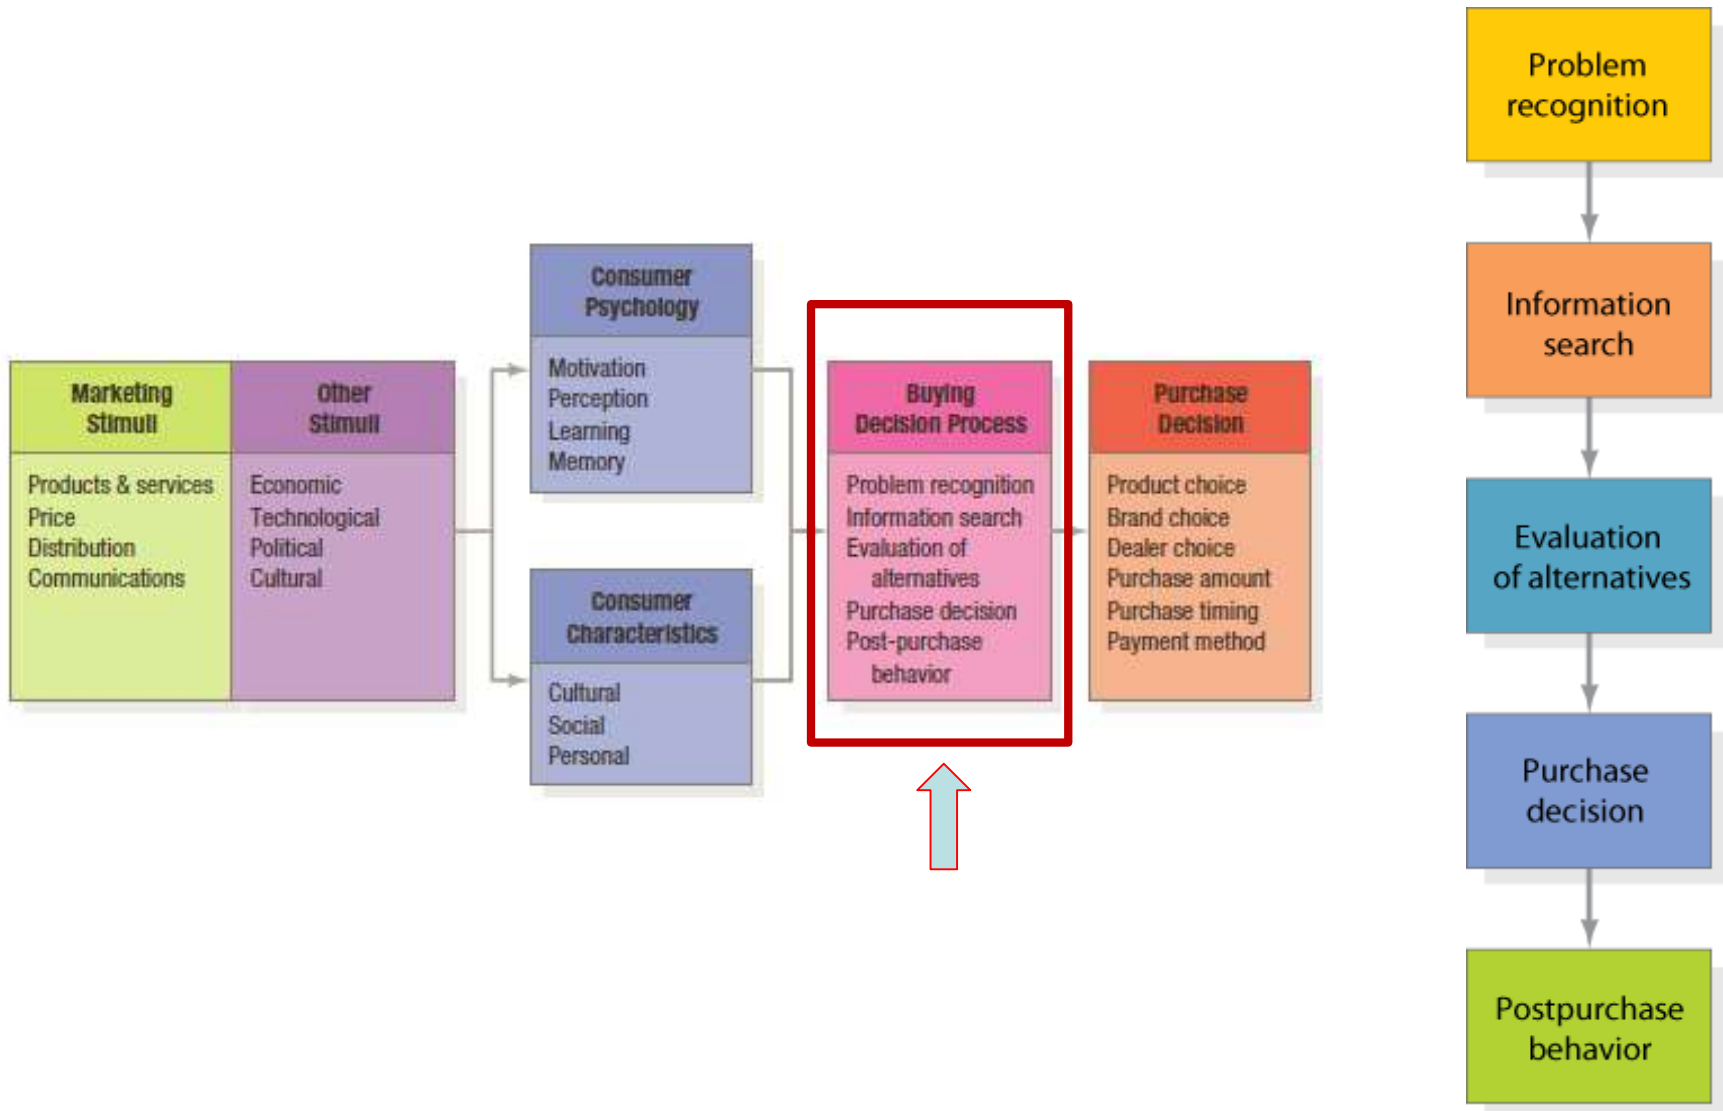 Marketing
Stimuli
Products & services
Price
Distribution
Communications
Other
Stimuli
Economic
Technological
Political
Cultural
Consumer
Psychology
Motivation
Perception
Learning
Memory
Consumer
Characteristics
Cultural
Social
Personal
Buying
Decision Process
Problem recognition
Information search
Evaluation of
alternatives
Purchase decision
Post-purchase
behavior
Purchase
Decision
Product choice
Brand choice
Dealer choice
Purchase amount
Purchase timing
Payment method
Problem
recognition
Information
search
Evaluation
of alternatives
Purchase
decision
Postpurchase
behavior